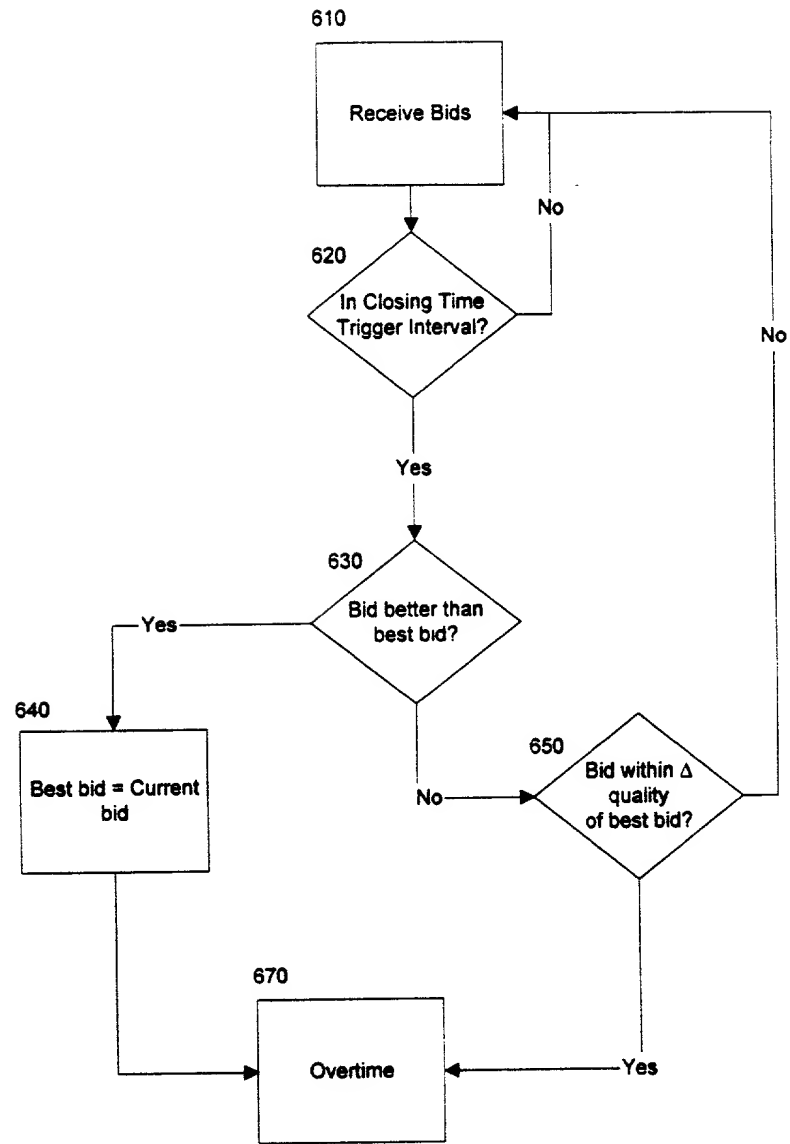 610
Receive Bids
No
620
In Closing Time
Trigger Interval?
No
Yes
630
Bid better than
best bid?
Yes
640
Best bid = Current
bid
650
Bid within Δ
quality
of best bid?
No
670
Overtime
Yes